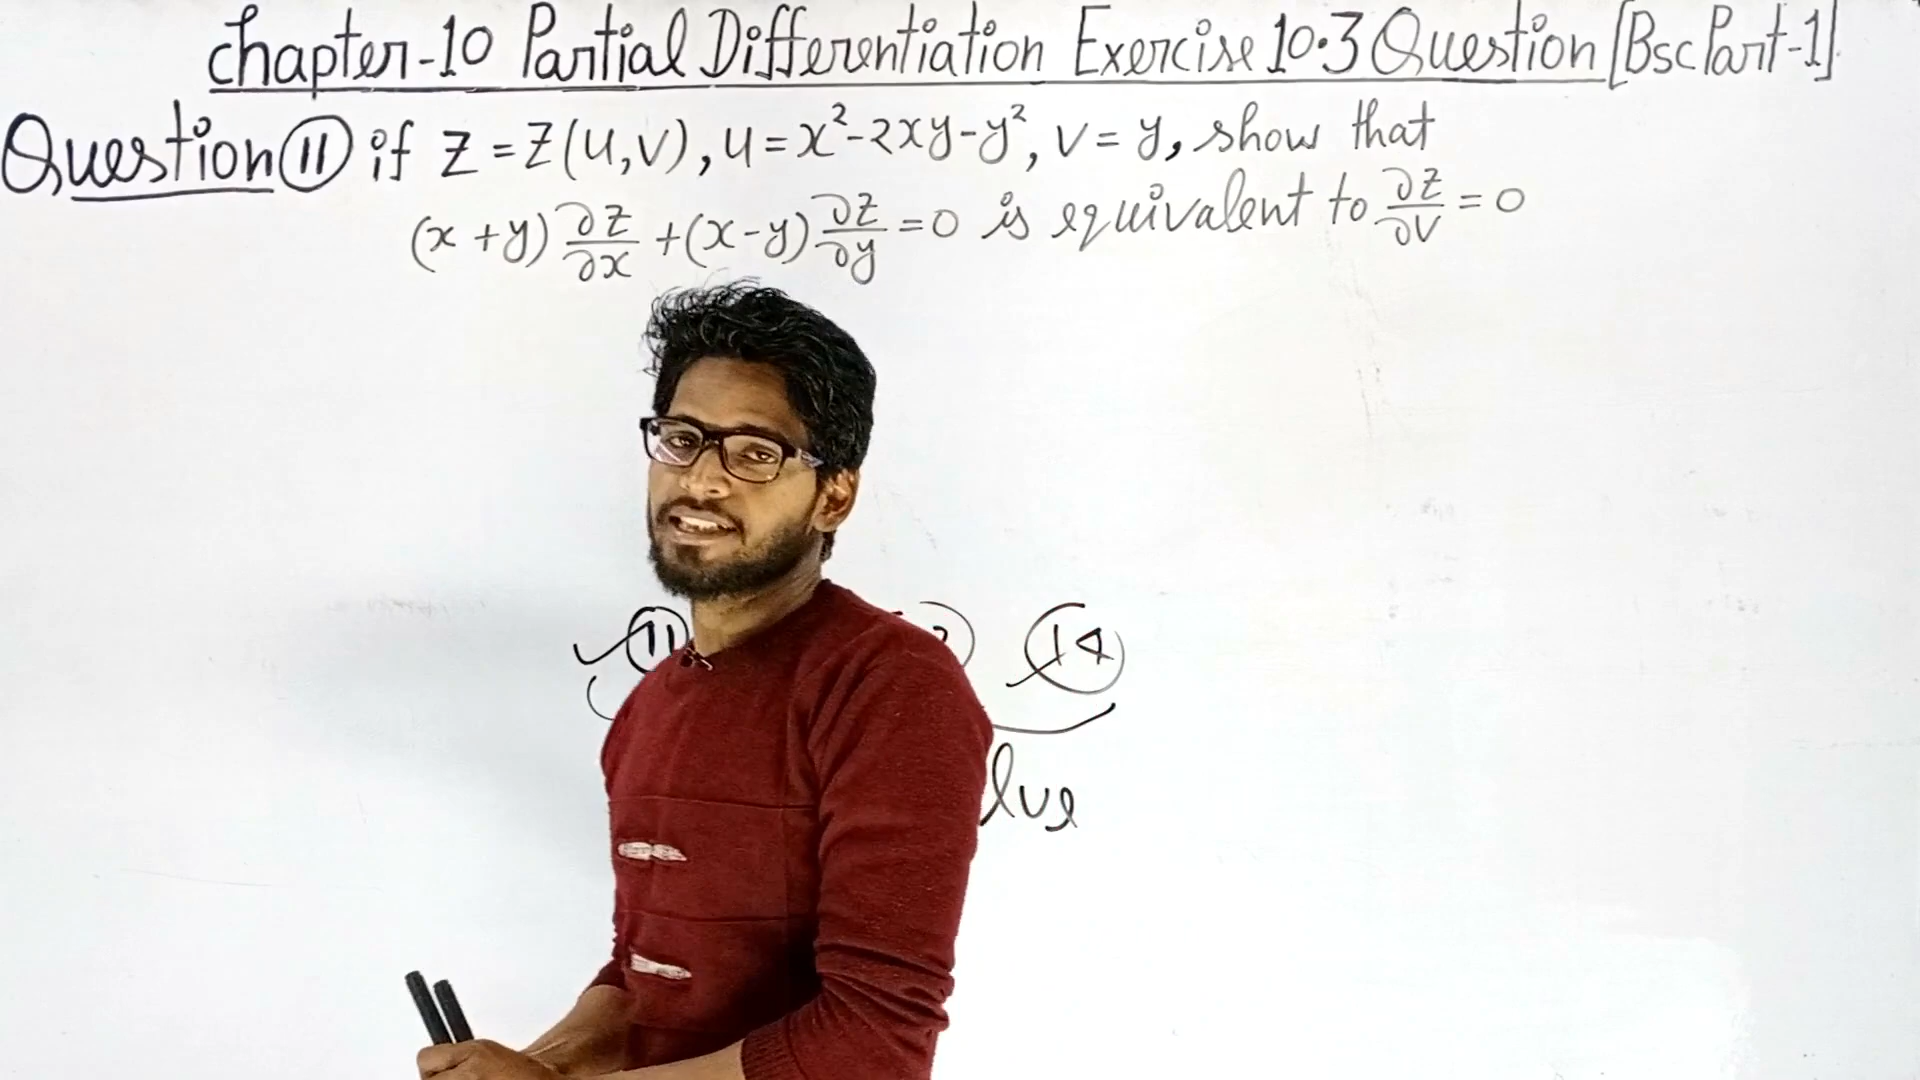 chapter-10 Partial Differentiation Exercise 10.3 Question [Bsc Part-1]
Question ⑪ if Z = Z(u,v), u = x²-2xy-y², v = y, show that
(x+y) ∂Z/∂x + (x-y) ∂Z/∂y = 0 is equivalent to ∂Z/∂v = 0
⑪ ⑭